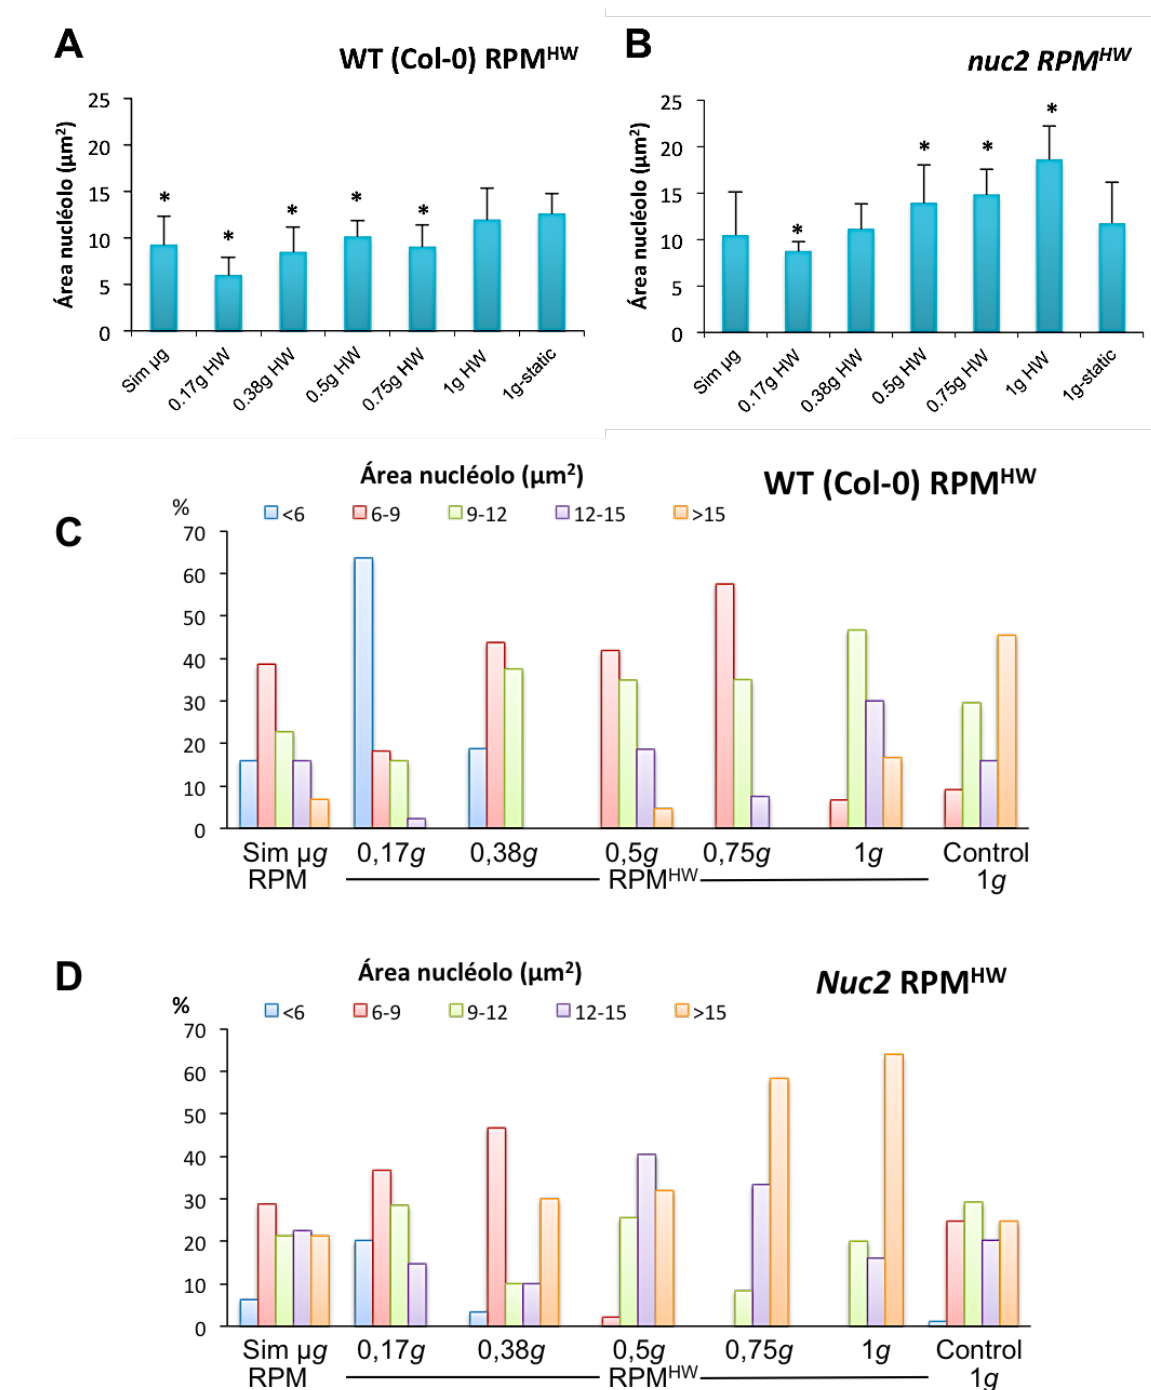 A
WT (Col-0) RPMHW
Área nucléolo (µm2)
25
20
15
10
5
0
* * * * *
Sim µg
0.17g HW
0.38g HW
0.5g HW
0.75g HW
1g HW
1g-static
B
nuc2 RPMHW
Área nucléolo (µm2)
25
20
15
10
5
0
* * * *
Sim µg
0.17g HW
0.38g HW
0.5g HW
0.75g HW
1g HW
1g-static
C
Área nucléolo (µm2)
WT (Col-0) RPMHW
% <6 6-9 9-12 12-15 >15
70
60
50
40
30
20
10
0
Sim µg 0,17g 0,38g 0,5g 0,75g 1g Control
RPM RPMHW 1g
D
Área nucléolo (µm2)
Nuc2 RPMHW
% <6 6-9 9-12 12-15 >15
70
60
50
40
30
20
10
0
Sim µg 0,17g 0,38g 0,5g 0,75g 1g Control
RPM RPMHW 1g